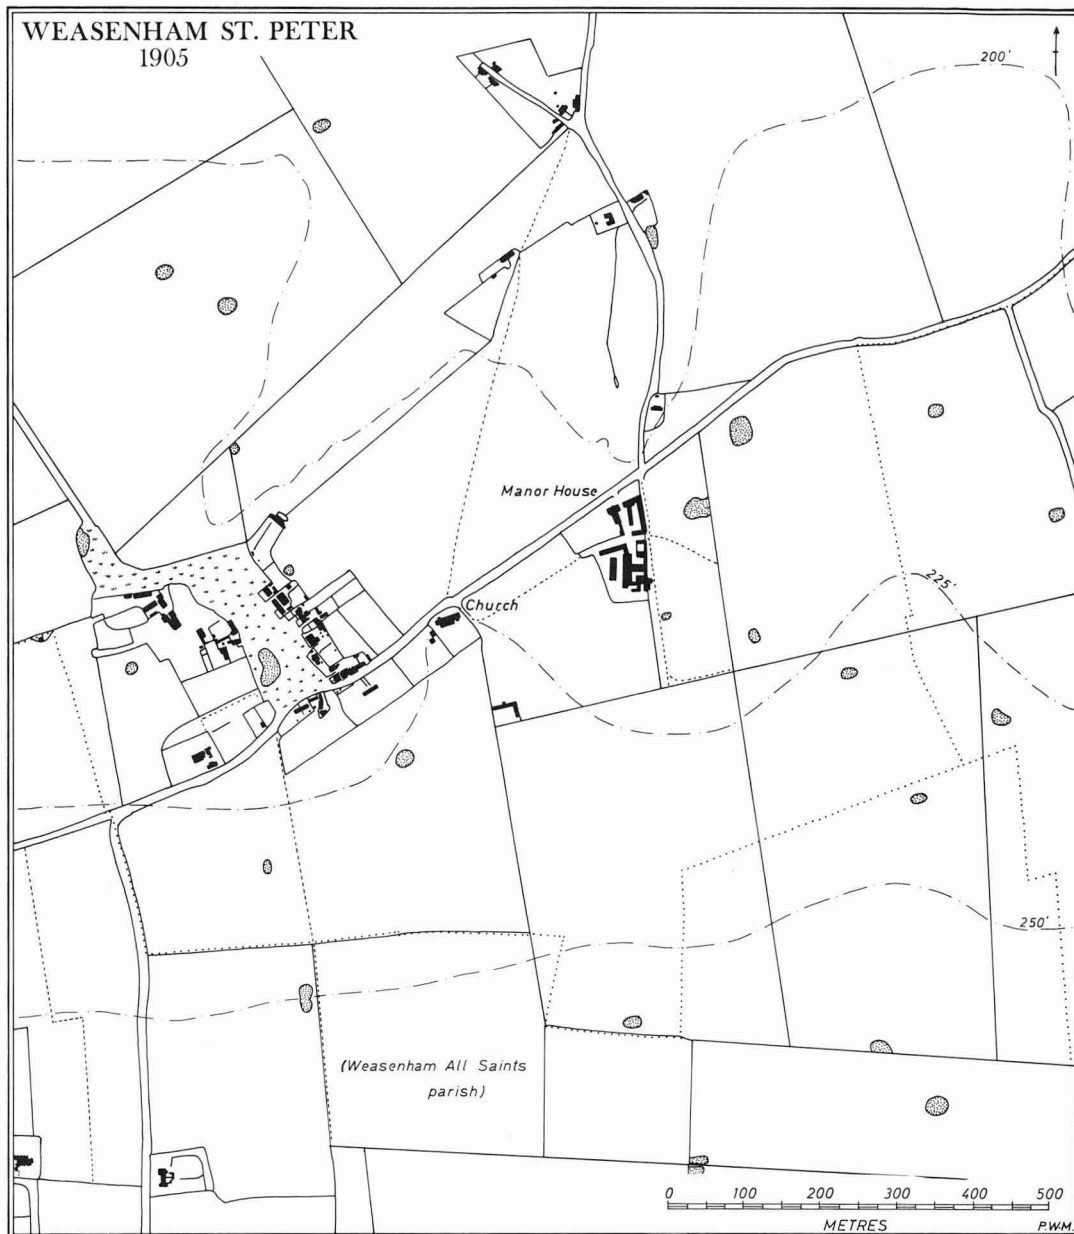 WEASENHAM ST. PETER
1905
200'
Manor House
Church
225'
250'
(Weasenham All Saints
parish)
0 100 200 300 400 500
METRES
P.W.M.